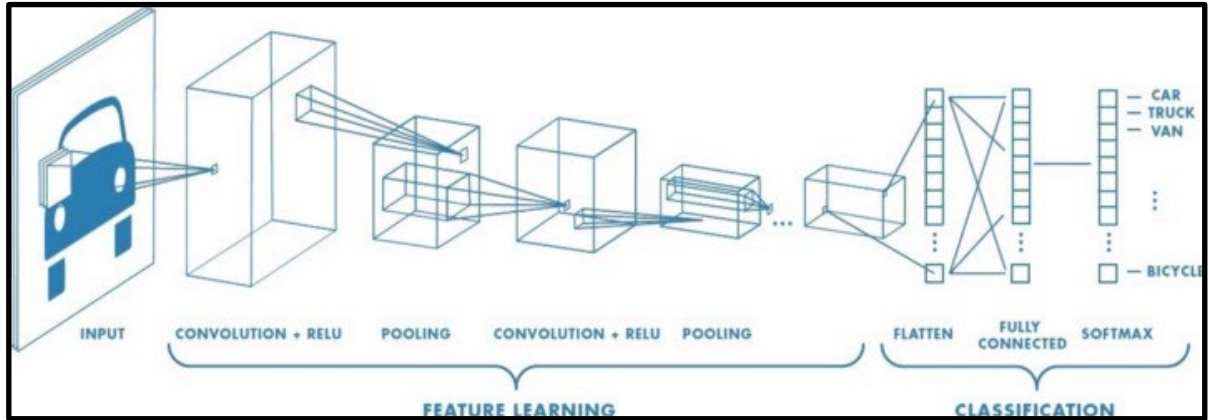 CAR
TRUCK
VAN
BICYCLE
INPUT
CONVOLUTION + RELU
POOLING
CONVOLUTION + RELU
POOLING
FLATTEN
FULLY
CONNECTED
SOFTMAX
FEATURE LEARNING
CLASSIFICATION